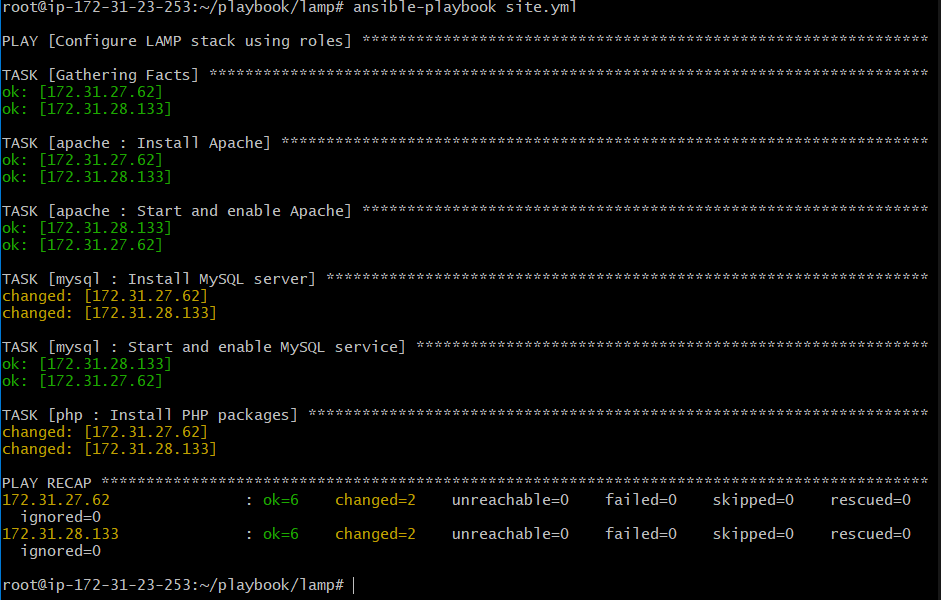 root@ip-172-31-23-253:~/playbook/lamp# ansible-playbook site.yml
PLAY [Configure LAMP stack using roles] ***************************************************************
TASK [Gathering Facts] ********************************************************************************
ok: [172.31.27.62]
ok: [172.31.28.133]
TASK [apache : Install Apache] ************************************************************************
ok: [172.31.27.62]
ok: [172.31.28.133]
TASK [apache : Start and enable Apache] ***************************************************************
ok: [172.31.28.133]
ok: [172.31.27.62]
TASK [mysql : Install MySQL server] *******************************************************************
changed: [172.31.27.62]
changed: [172.31.28.133]
TASK [mysql : Start and enable MySQL service] *********************************************************
ok: [172.31.28.133]
ok: [172.31.27.62]
TASK [php : Install PHP packages] *********************************************************************
changed: [172.31.27.62]
changed: [172.31.28.133]
PLAY RECAP ********************************************************************************************
172.31.27.62               : ok=6    changed=2    unreachable=0    failed=0    skipped=0    rescued=0
  ignored=0
172.31.28.133              : ok=6    changed=2    unreachable=0    failed=0    skipped=0    rescued=0
  ignored=0
root@ip-172-31-23-253:~/playbook/lamp#